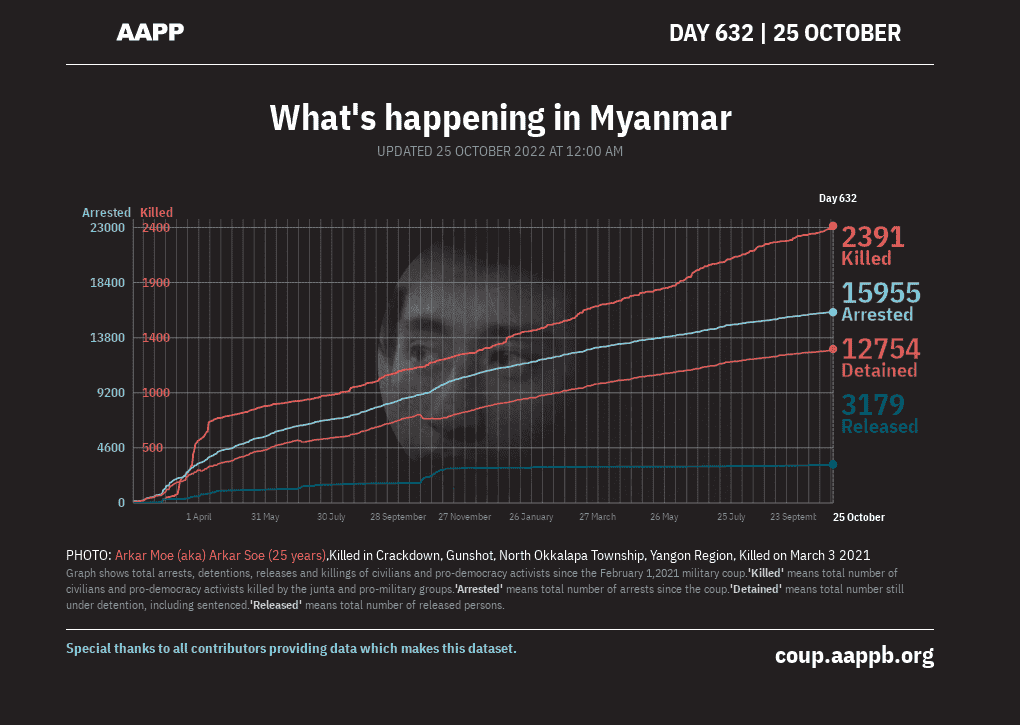 AAPP
DAY 632 | 25 OCTOBER
What's happening in Myanmar
UPDATED 25 OCTOBER 2022 AT 12:00 AM
Day 632
Arrested Killed
23000 2400
18400 1900
13800 1400
9200 1000
4600 500
0
2391
Killed
15955
Arrested
12754
Detained
3179
Released
1 April 31 May 30 July 28 September 27 November 26 January 27 March 26 May 25 July 23 Septemb 25 October
PHOTO: Arkar Moe (aka) Arkar Soe (25 years),Killed in Crackdown, Gunshot, North Okkalapa Township, Yangon Region, Killed on March 3 2021
Graph shows total arrests, detentions, releases and killings of civilians and pro-democracy activists since the February 1,2021 military coup.'Killed' means total number of
civilians and pro-democracy activists killed by the junta and pro-military groups.'Arrested' means total number of arrests since the coup.'Detained' means total number still
under detention, including sentenced.'Released' means total number of released persons.
Special thanks to all contributors providing data which makes this dataset.
coup.aappb.org